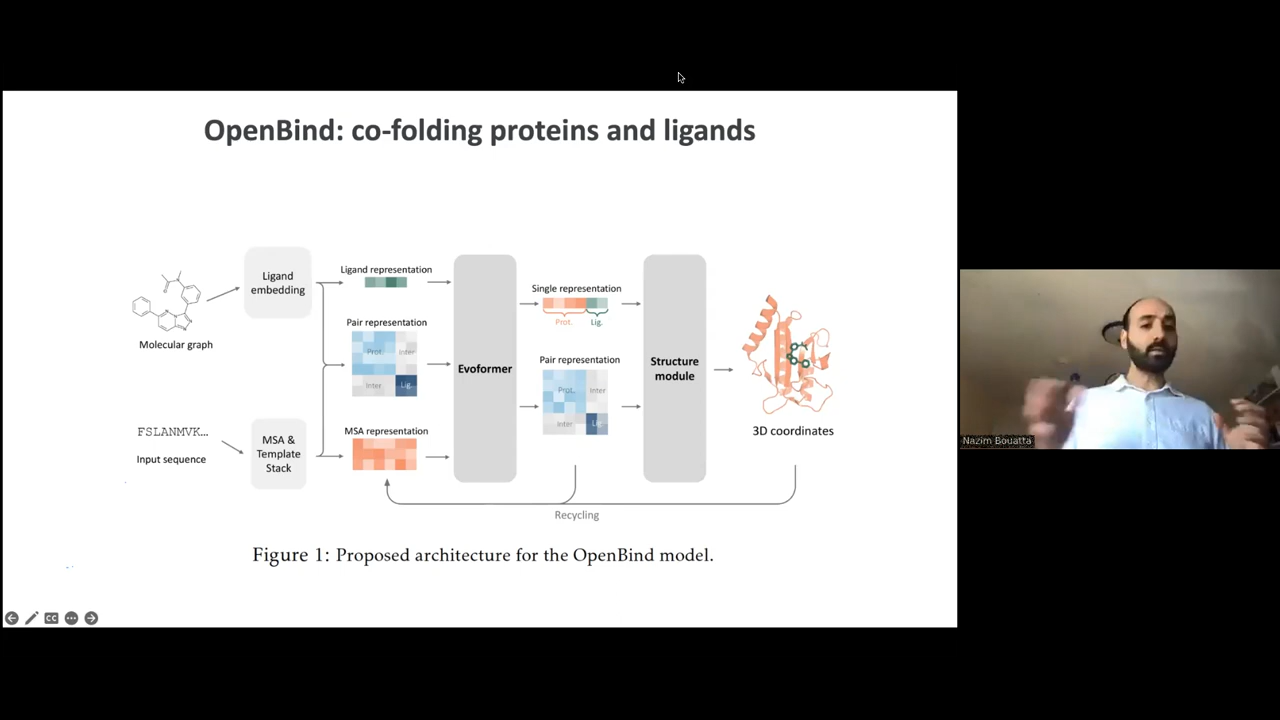 OpenBind: co-folding proteins and ligands
Molecular graph
Ligand
embedding
FSLANMVK...
Input sequence
MSA &
Template
Stack
Ligand representation
Pair representation
Prot.
Inter
Inter
Lig.
MSA representation
Evoformer
Single representation
Prot.
Lig.
Pair representation
Prot.
Inter
Inter
Lig.
Structure
module
3D coordinates
Recycling
Figure 1: Proposed architecture for the OpenBind model.
CC
Nazim Bouatta